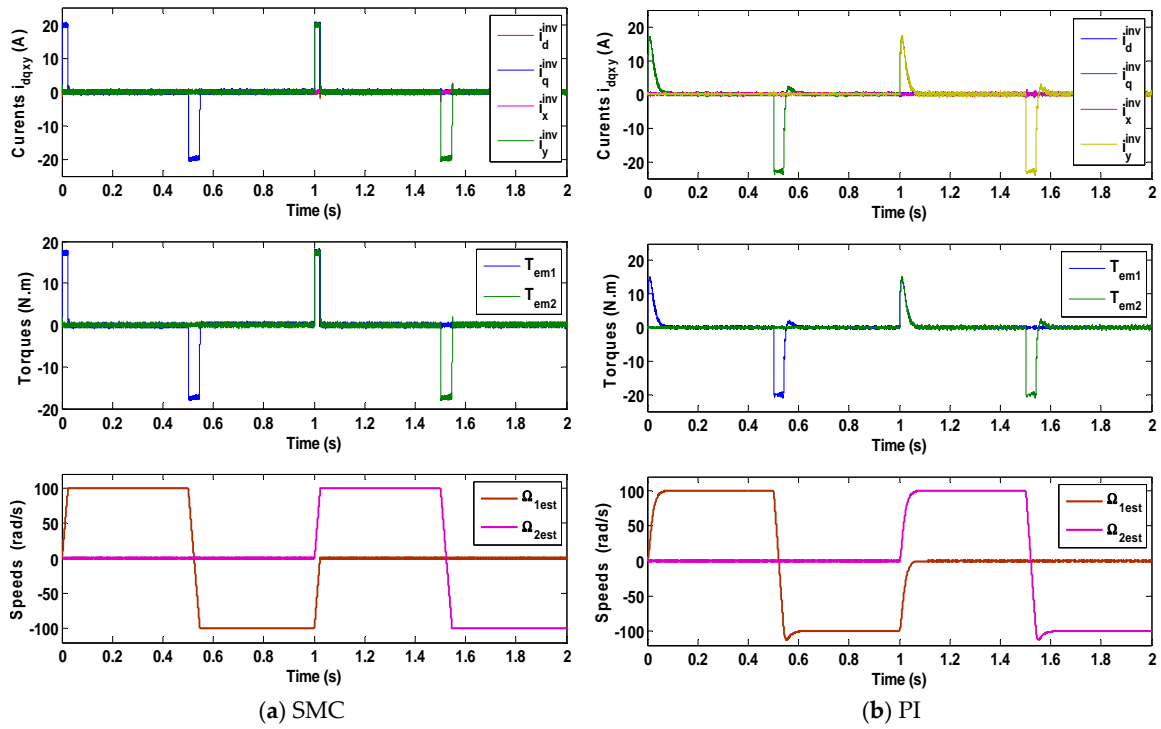 20
10
0
-10
-20
Curents i_dqxy (A)
i_d^inv
i_q^inv
i_x^inv
i_y^inv
0 0.2 0.4 0.6 0.8 1 1.2 1.4 1.6 1.8 2
Time (s)
20
10
0
-10
-20
Torques (N.m)
T_em1
T_em2
0 0.2 0.4 0.6 0.8 1 1.2 1.4 1.6 1.8 2
Time (s)
100
50
0
-50
-100
Speeds (rad/s)
Ω_1est
Ω_2est
0 0.2 0.4 0.6 0.8 1 1.2 1.4 1.6 1.8 2
Time (s)
(a) SMC
20
10
0
-10
-20
Curents i_dqxy (A)
i_d^inv
i_q^inv
i_x^inv
i_y^inv
0 0.2 0.4 0.6 0.8 1 1.2 1.4 1.6 1.8 2
Time (s)
20
10
0
-10
-20
Torques (N.m)
T_em1
T_em2
0 0.2 0.4 0.6 0.8 1 1.2 1.4 1.6 1.8 2
Time (s)
100
50
0
-50
-100
Speeds (rad/s)
Ω_1est
Ω_2est
0 0.2 0.4 0.6 0.8 1 1.2 1.4 1.6 1.8 2
Time (s)
(b) PI